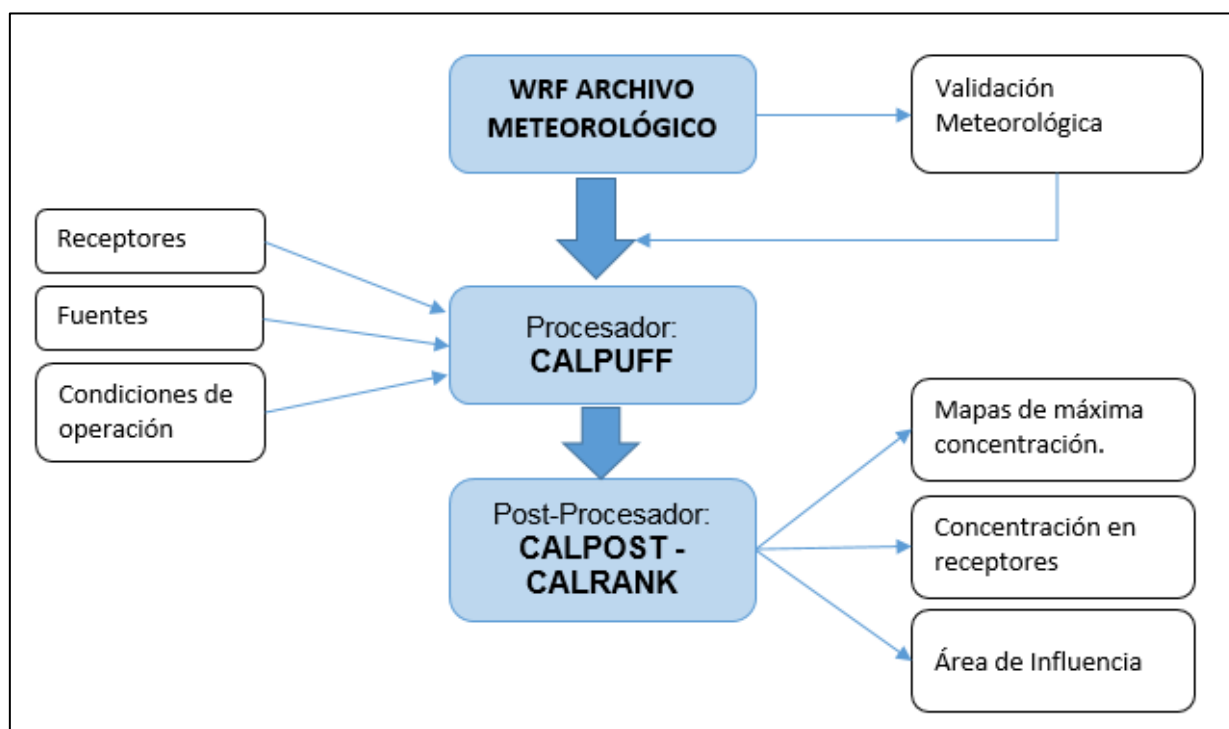 WRF ARCHIVO
METEOROLÓGICO
Validación
Meteorológica
Receptores
Fuentes
Condiciones de
operación
Procesador:
CALPUFF
Post-Procesador:
CALPOST -
CALRANK
Mapas de máxima
concentración.
Concentración en
receptores
Área de Influencia